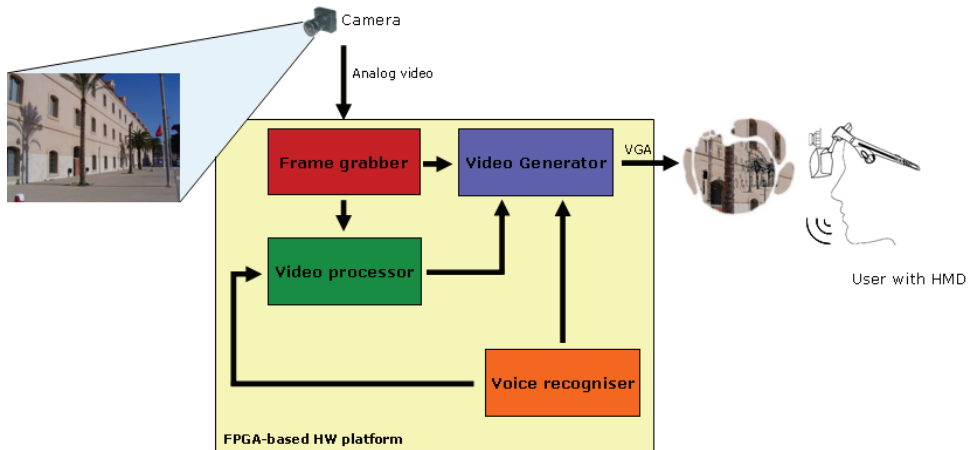 Camera
Analog video
Frame grabber
Video Generator
VGA
Video processor
User with HMD
Voice recogniser
FPGA-based HW platform